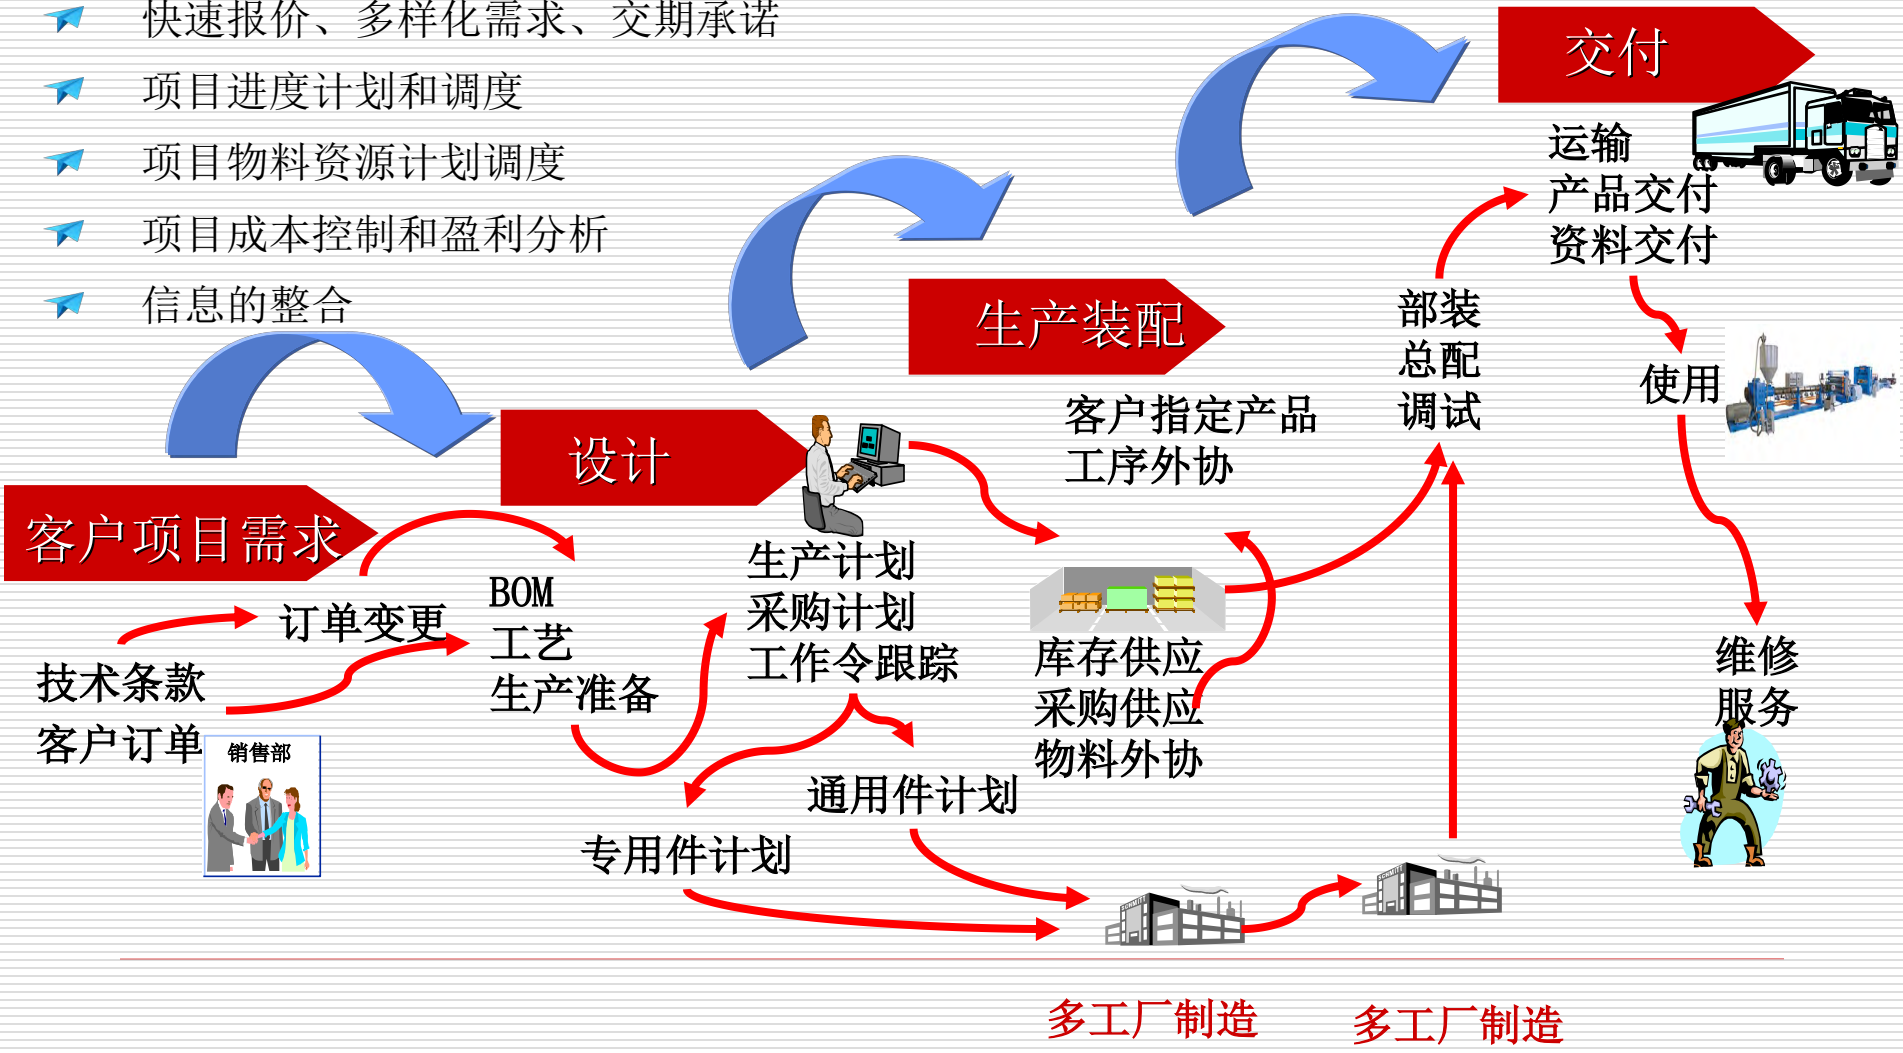 快速报价、多样化需求、交期承诺
项目进度计划和调度
项目物料资源计划调度
项目成本控制和盈利分析
信息的整合
客户项目需求
订单变更
技术条款
客户订单
销售部
设计
BOM
工艺
生产准备
生产计划
采购计划
工作令跟踪
通用件计划
专用件计划
生产装配
客户指定产品
工序外协
库存供应
采购供应
物料外协
部装
总配
调试
交付
运输
产品交付
资料交付
使用
维修
服务
多工厂制造
多工厂制造